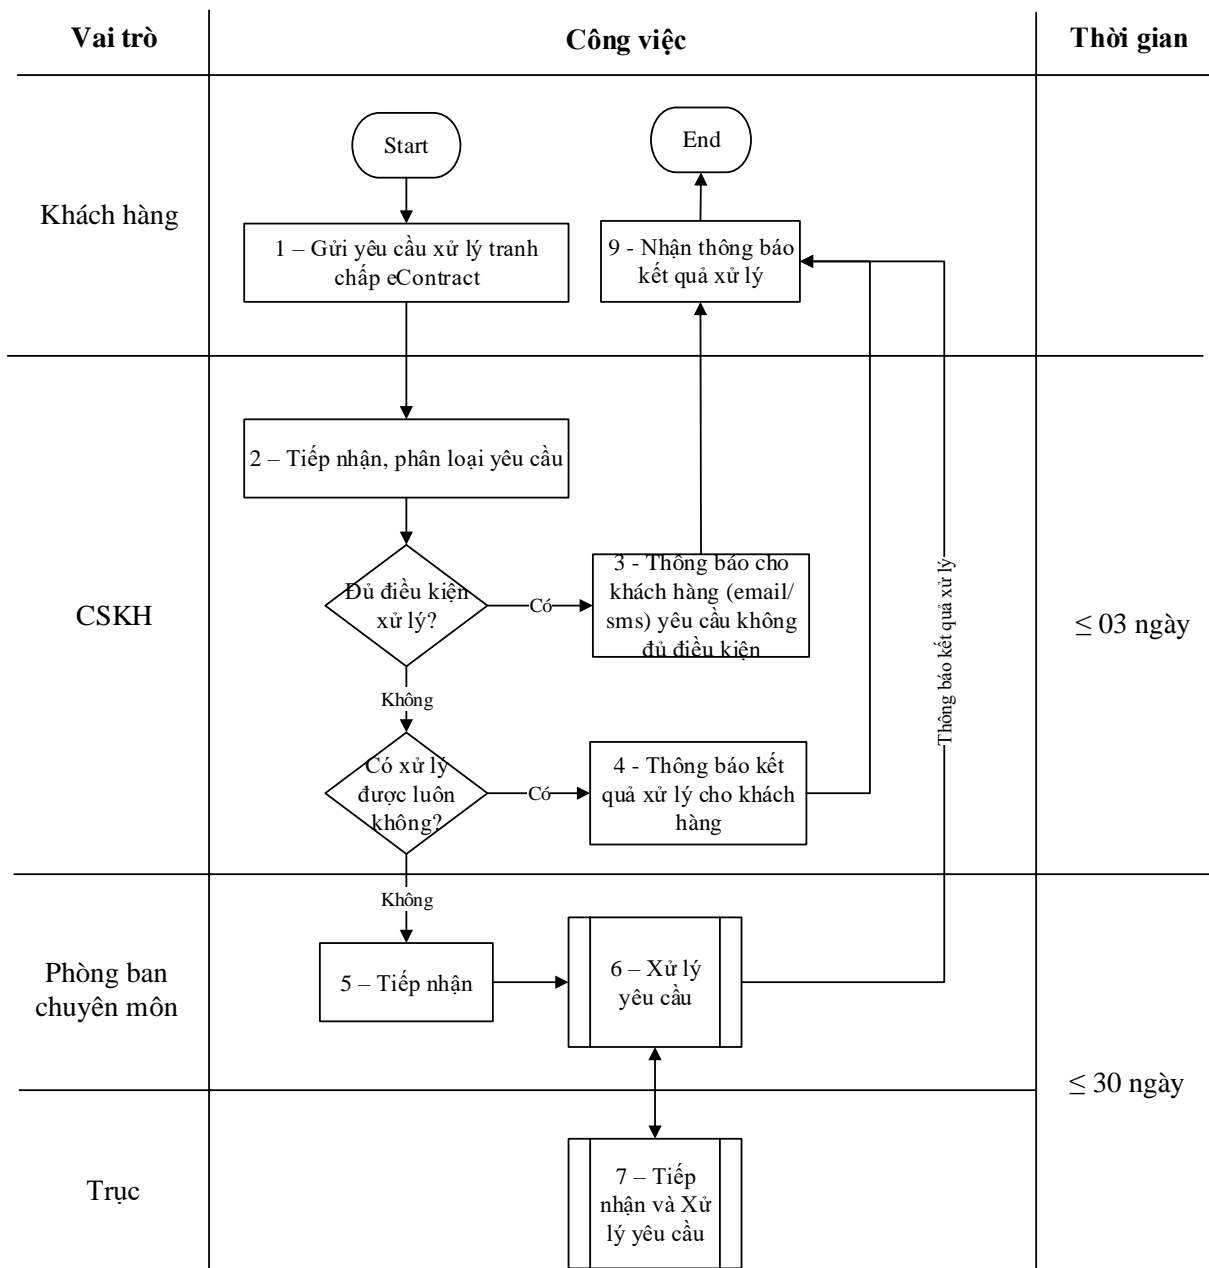 Vai trò
Công việc
Thời gian
Start
End
Khách hàng
1 – Gửi yêu cầu xử lý tranh
chấp eContract
9 - Nhận thông báo
kết quả xử lý
2 – Tiếp nhận, phân loại yêu cầu
CSKH
Đủ điều kiện
xử lý?
Có
3 - Thông báo cho
khách hàng (email/
sms) yêu cầu không
đủ điều kiện
Thông báo kết quả xử lý
≤ 03 ngày
Không
Có xử lý
được luôn
không?
Có
4 - Thông báo kết
quả xử lý cho khách
hàng
Không
Phòng ban
chuyên môn
5 – Tiếp nhận
6 – Xử lý
yêu cầu
≤ 30 ngày
Trục
7 – Tiếp
nhận và Xử
lý yêu cầu